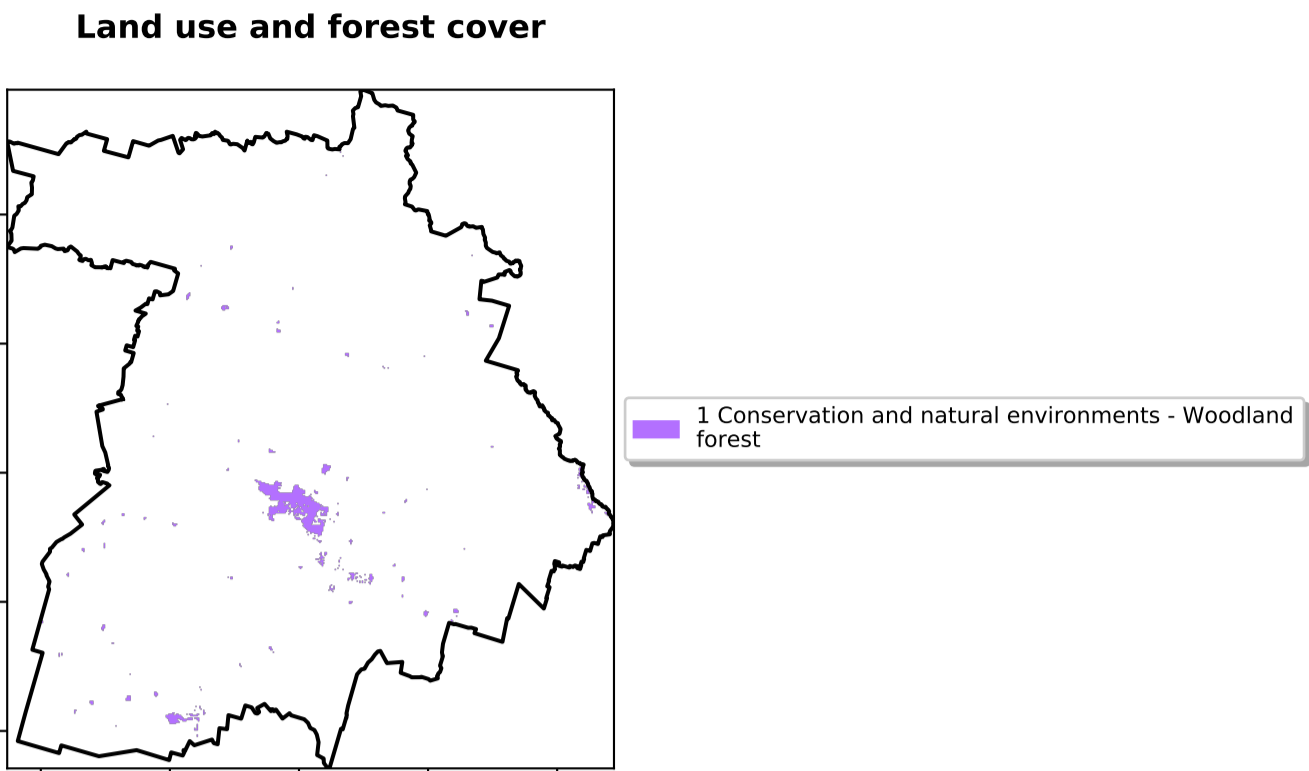 Land use and forest cover
1 Conservation and natural environments - Woodland
forest